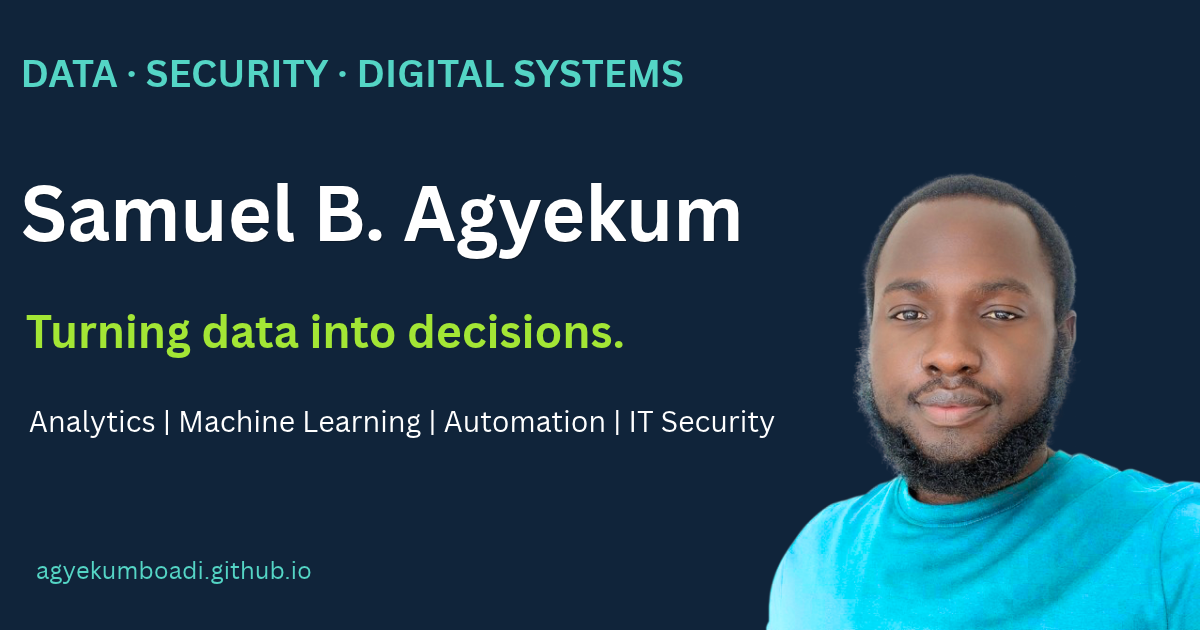 DATA · SECURITY · DIGITAL SYSTEMS
Samuel B. Agyekum
Turning data into decisions.
Analytics | Machine Learning | Automation | IT Security
agyekumboadi.github.io